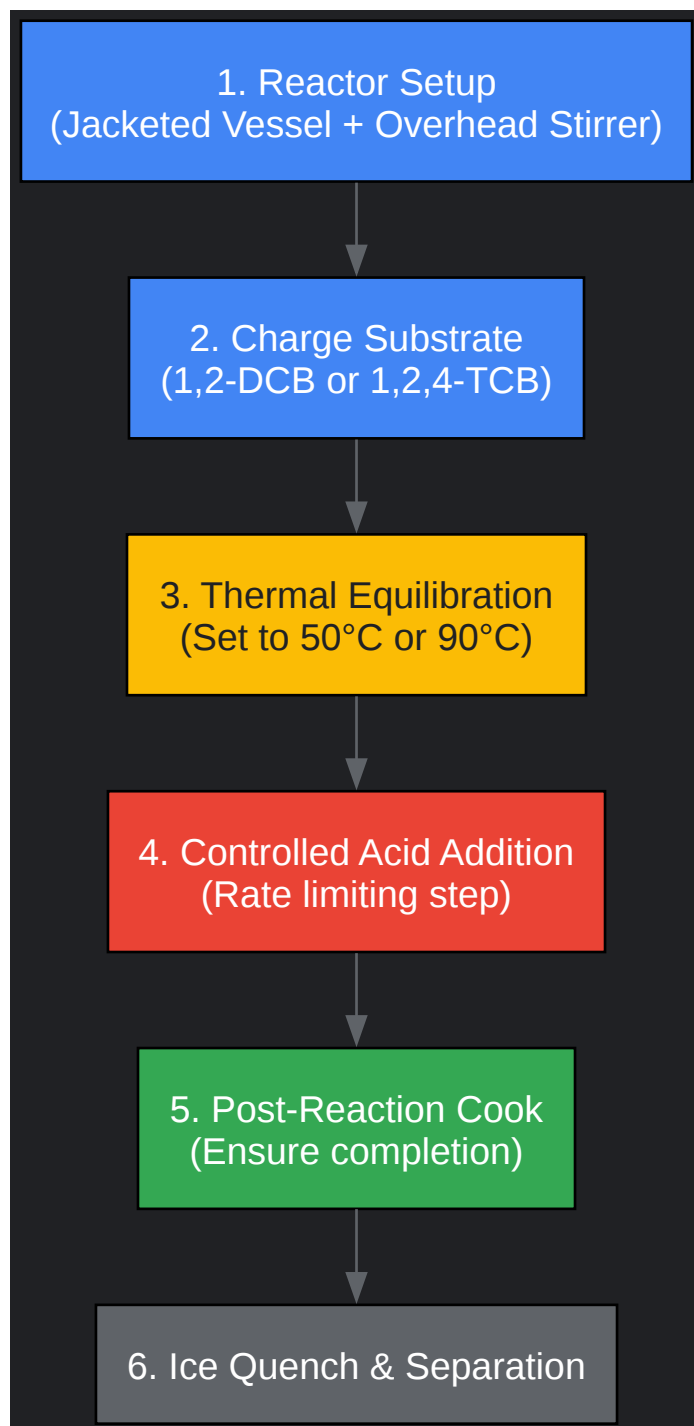 1. Reactor Setup
(Jacketed Vessel + Overhead Stirrer)
2. Charge Substrate
(1,2-DCB or 1,2,4-TCB)
3. Thermal Equilibration
(Set to 50°C or 90°C)
4. Controlled Acid Addition
(Rate limiting step)
5. Post-Reaction Cook
(Ensure completion)
6. Ice Quench & Separation